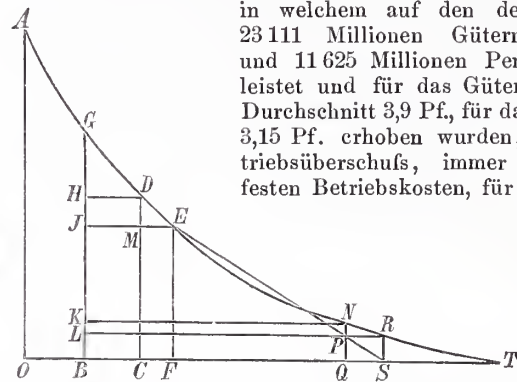 in welchem auf den de
23 111 Millionen Güterm
und 11 625 Millionen Per
leistet und für das Güter
Durchschnitt 3,9 Pf., für da
3,15 Pf. erhoben wurden.
triebsüberschuſs, immer
festen Betriebskosten, für
A
G
H D
J M E
K N
L P R
O B C F Q S T